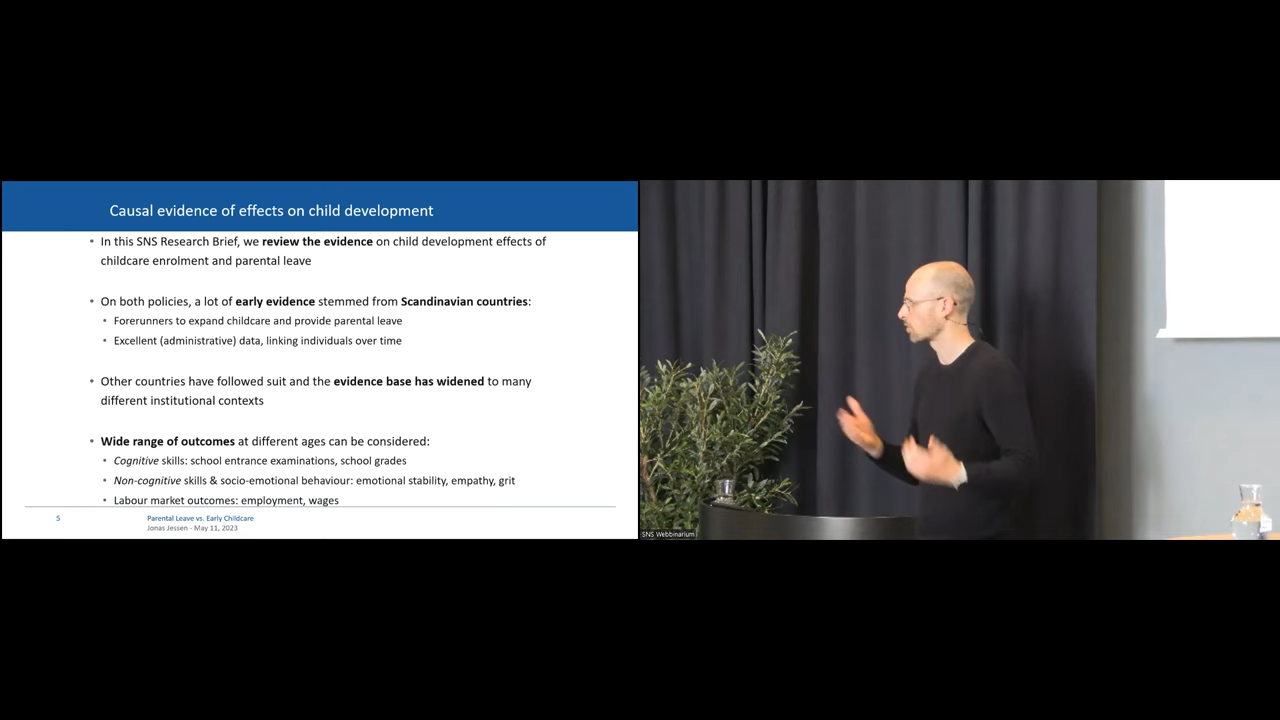 Causal evidence of effects on child development
• In this SNS Research Brief, we review the evidence on child development effects of
childcare enrolment and parental leave
• On both policies, a lot of early evidence stemmed from Scandinavian countries:
• Forerunners to expand childcare and provide parental leave
• Excellent (administrative) data, linking individuals over time
• Other countries have followed suit and the evidence base has widened to many
different institutional contexts
• Wide range of outcomes at different ages can be considered:
• Cognitive skills: school entrance examinations, school grades
• Non-cognitive skills & socio-emotional behaviour: emotional stability, empathy, grit
• Labour market outcomes: employment, wages
5
Parental Leave vs. Early Childcare
Jonas Jessen - May 11, 2023
SNS Webbinarium